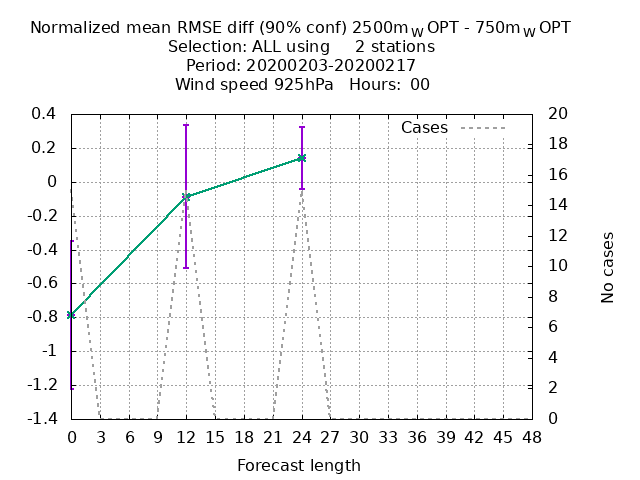 Normalized mean RMSE diff (90% conf) 2500m_W OPT - 750m_W OPT
Selection: ALL using 2 stations
Period: 20200203-20200217
Wind speed 925hPa Hours: 00
Cases
0.4
0.2
0
-0.2
-0.4
-0.6
-0.8
-1
-1.2
-1.4
20
18
16
14
12
10
8
6
4
2
0
No cases
0 3 6 9 12 15 18 21 24 27 30 33 36 39 42 45 48
Forecast length